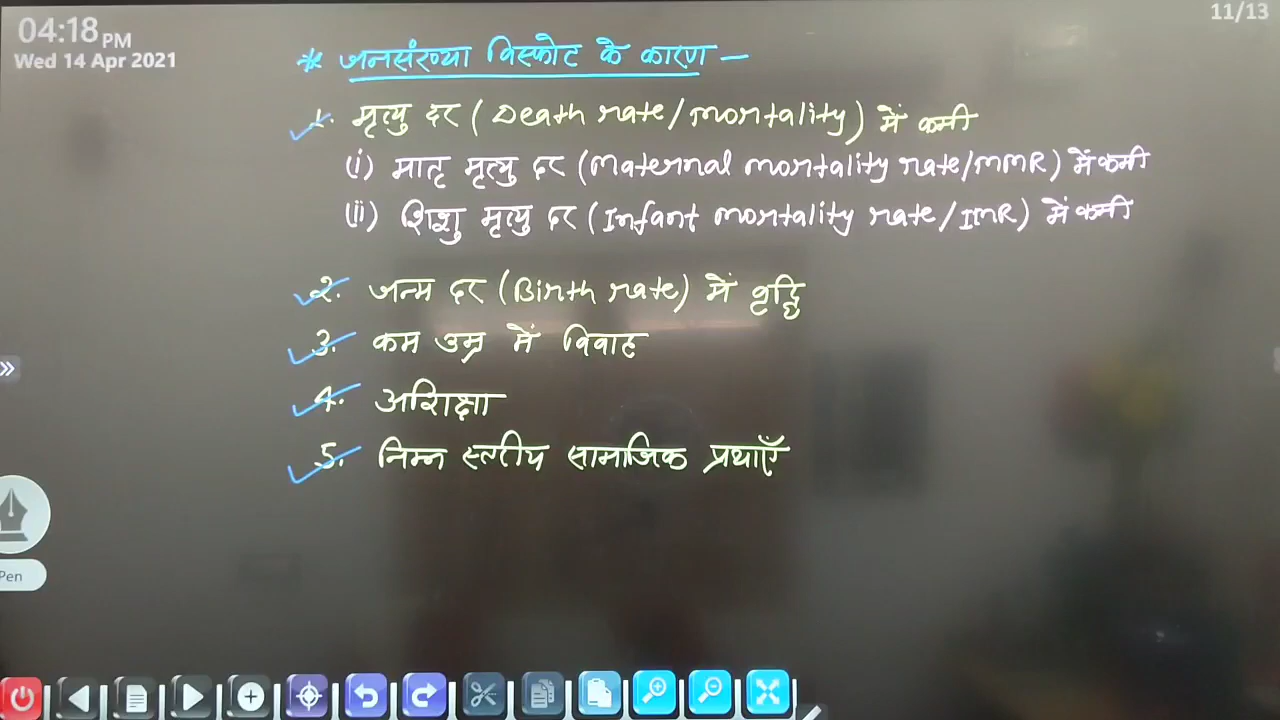 04:18 PM
Wed 14 Apr 2021
11/13
* जनसंख्या विस्फोट के कारण –
1. मृत्यु दर (Death rate/mortality) में कमी
(i) मातृ मृत्यु दर (Maternal mortality rate/MMR) में कमी
(ii) शिशु मृत्यु दर (Infant mortality rate/IMR) में कमी
2. जन्म दर (Birth rate) में वृद्धि
3. कम उम्र में विवाह
4. अशिक्षा
5. निम्न स्तरीय सामाजिक प्रथाएँ
Pen